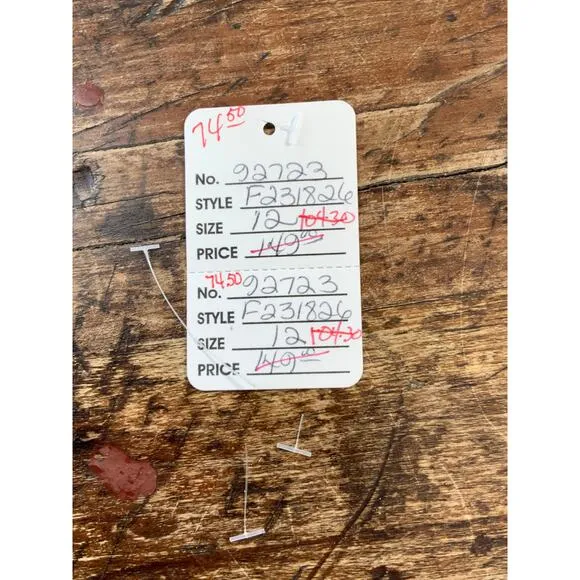 74.50
No. 92723
STYLE F231826
SIZE 12 104.30
PRICE 149.00
74.50
No. 92723
STYLE F231826
SIZE 12 104.30
PRICE 149.00